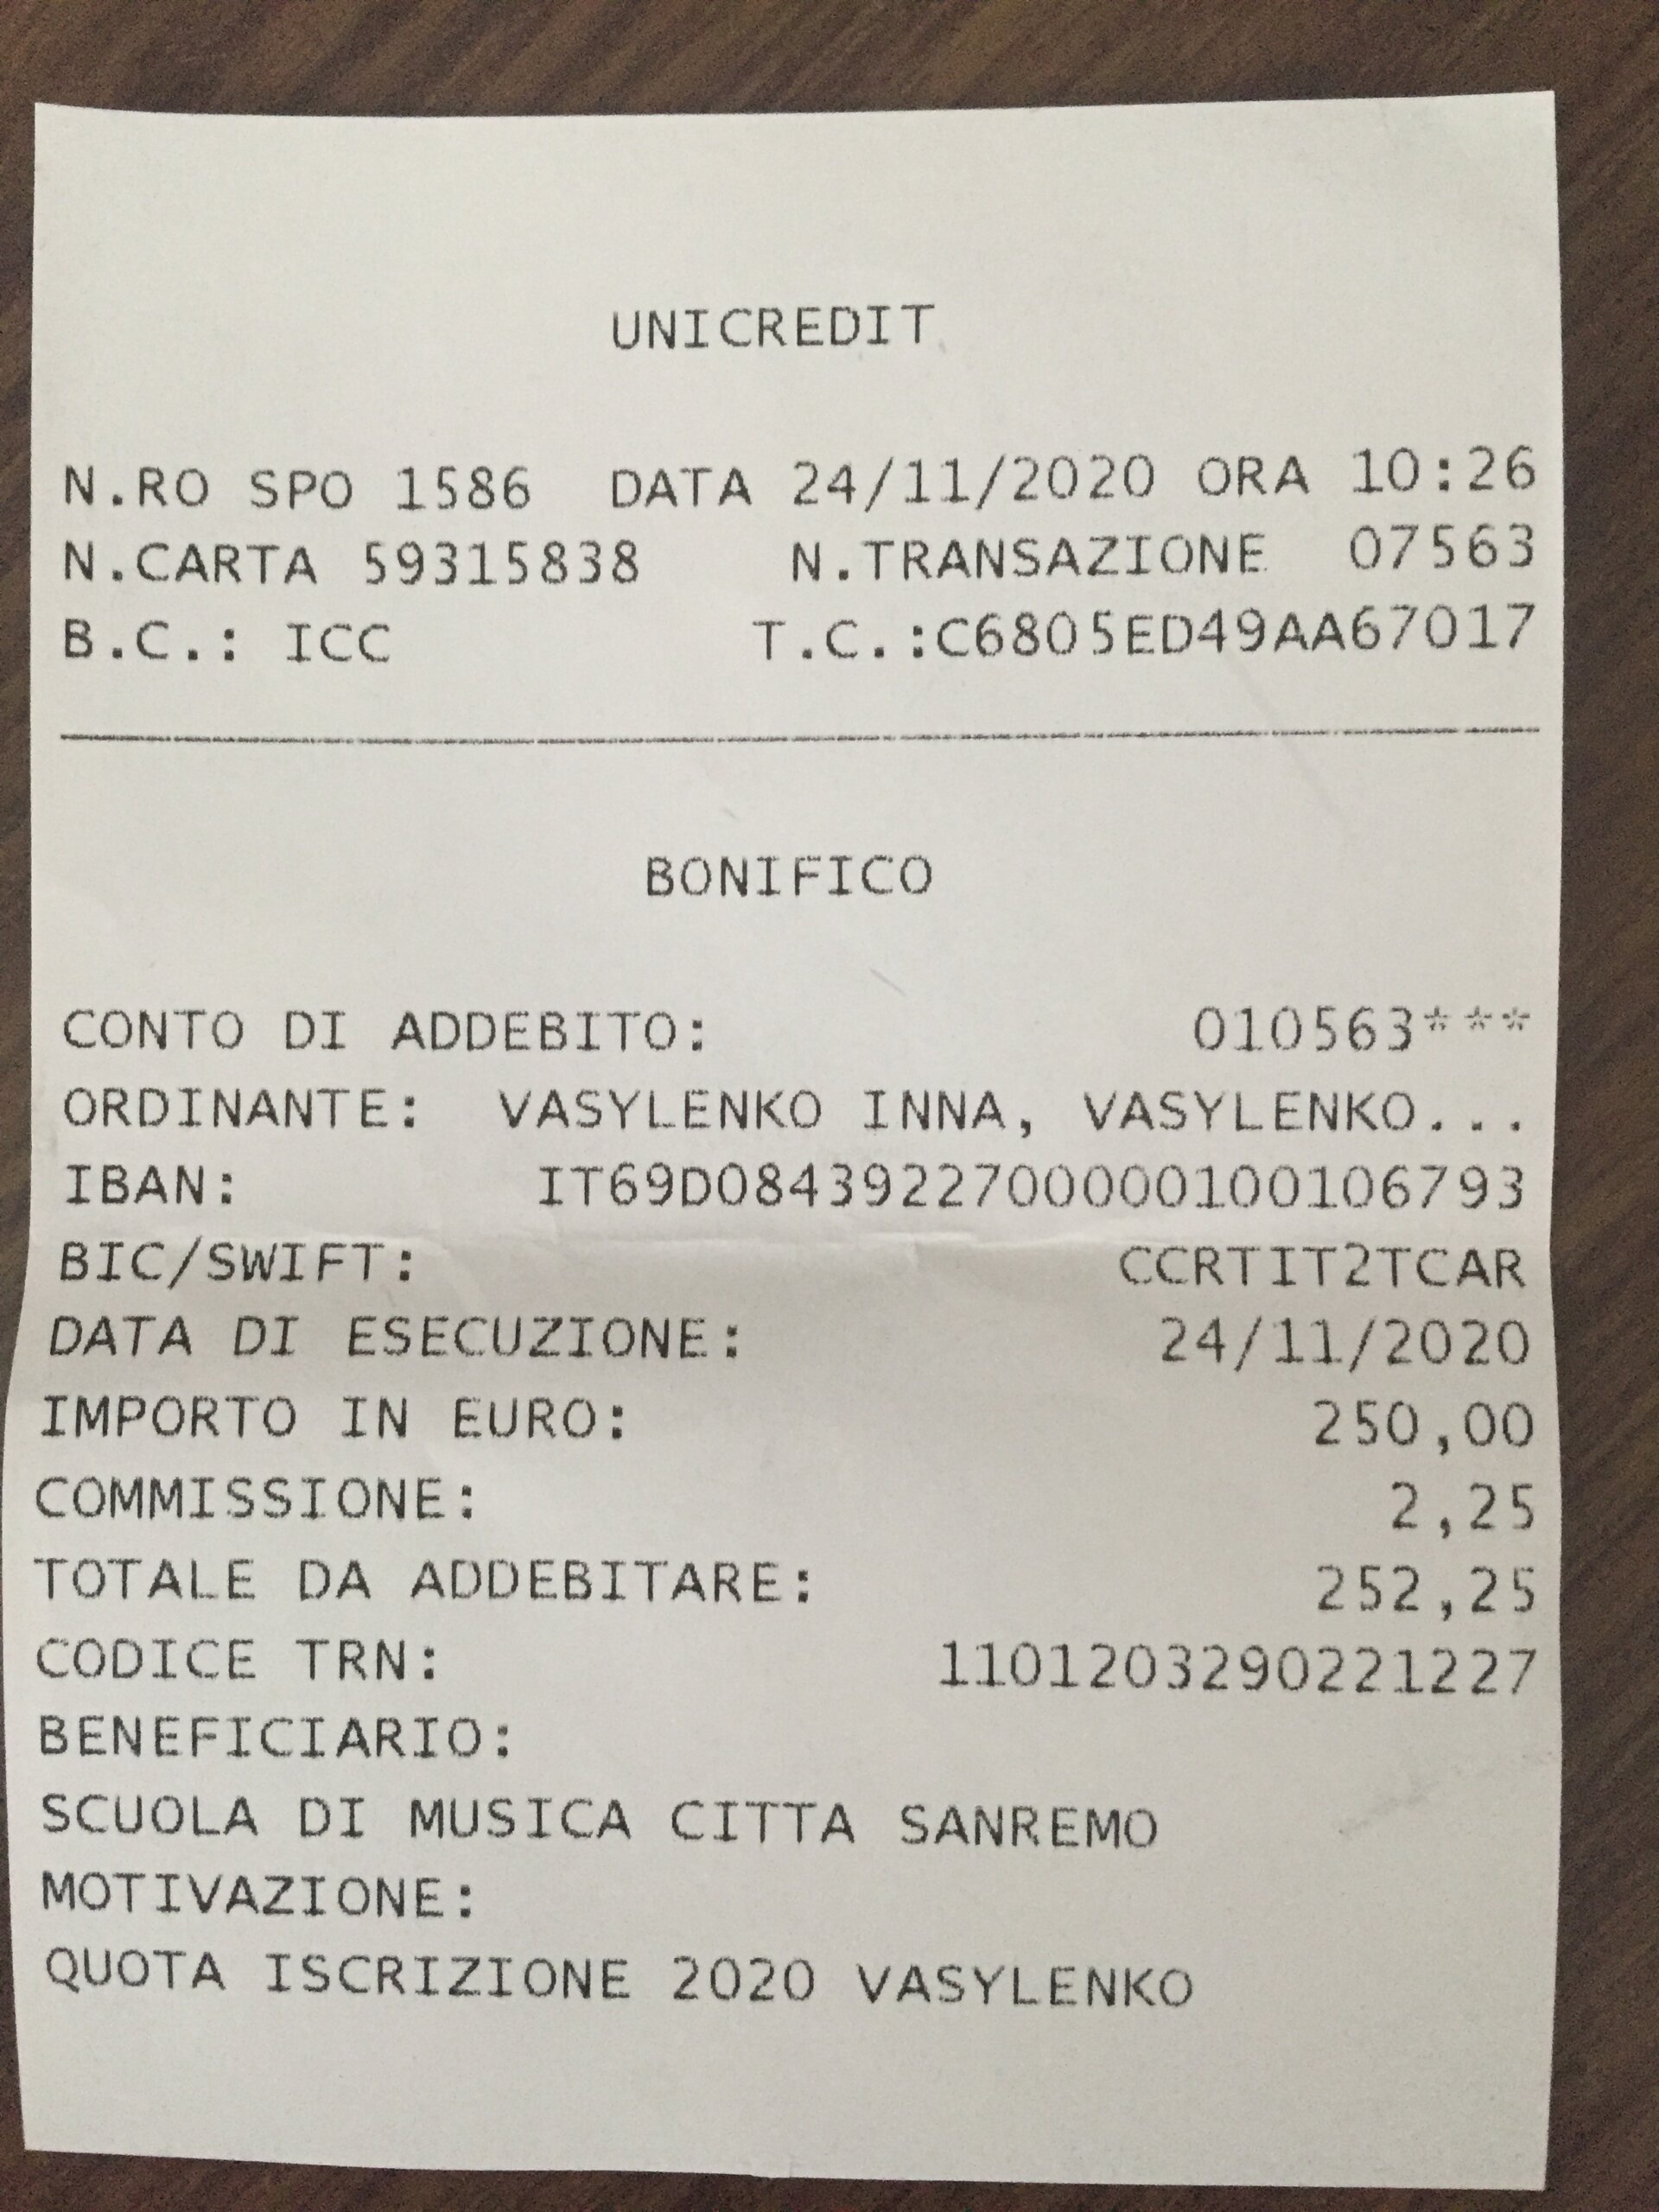 UNICREDIT
N.RO SPO 1586 DATA 24/11/2020 ORA 10:26
N.CARTA 59315838 N.TRANSAZIONE 07563
B.C.: ICC T.C.:C6805ED49AA67017
BONIFICO
CONTO DI ADDEBITO: 010563***
ORDINANTE: VASYLENKO INNA, VASYLENKO...
IBAN: IT69D0843922700000100106793
BIC/SWIFT: CCRTIT2TCAR
DATA DI ESECUZIONE: 24/11/2020
IMPORTO IN EURO: 250,00
COMMISSIONE: 2,25
TOTALE DA ADDEBITARE: 252,25
CODICE TRN: 1101203290221227
BENEFICIARIO:
SCUOLA DI MUSICA CITTA SANREMO
MOTIVAZIONE:
QUOTA ISCRIZIONE 2020 VASYLENKO